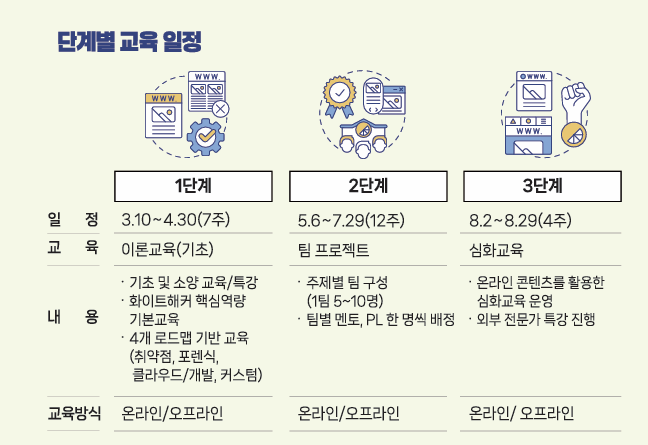 단계별 교육 일정
WWW.
WWW.
WWW.
WWW.
1단계
2단계
3단계
일 정
3.10~4.30(7주)
5.6~7.29(12주)
8.2~8.29(4주)
교 육
이론교육(기초)
팀 프로젝트
심화교육
내 용
· 기초 및 소양 교육/특강
· 화이트해커 핵심역량
기본교육
· 4개 로드맵 기반 교육
(취약점, 포렌식,
클라우드/개발, 커스텀)
· 주제별 팀 구성
(1팀 5~10명)
· 팀별 멘토, PL 한 명씩 배정
· 온라인 콘텐츠를 활용한
심화교육 운영
· 외부 전문가 특강 진행
교육방식
온라인/오프라인
온라인/오프라인
온라인/ 오프라인